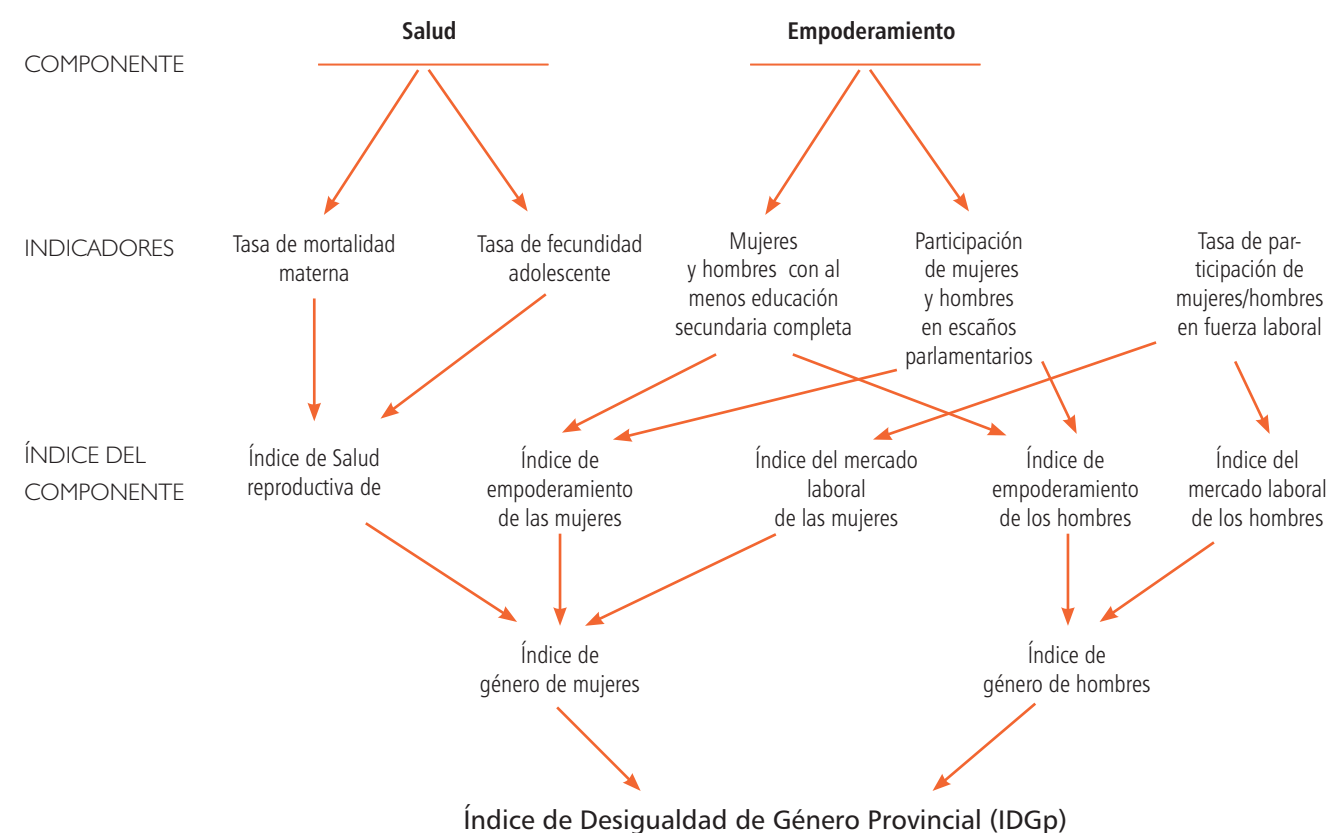 Salud
Empoderamiento
COMPONENTE
INDICADORES
Tasa de mortalidad
materna
Tasa de fecundidad
adolescente
Mujeres
y hombres con al
menos educación
secundaria completa
Participación
de mujeres
y hombres
en escaños
parlamentarios
Tasa de par-
ticipación de
mujeres/hombres
en fuerza laboral
ÍNDICE DEL
COMPONENTE
Índice de Salud
reproductiva de
Índice de
empoderamiento
de las mujeres
Índice del mercado
laboral
de las mujeres
Índice de
empoderamiento
de los hombres
Índice del
mercado laboral
de los hombres
Índice de
género de mujeres
Índice de
género de hombres
Índice de Desigualdad de Género Provincial (IDGp)